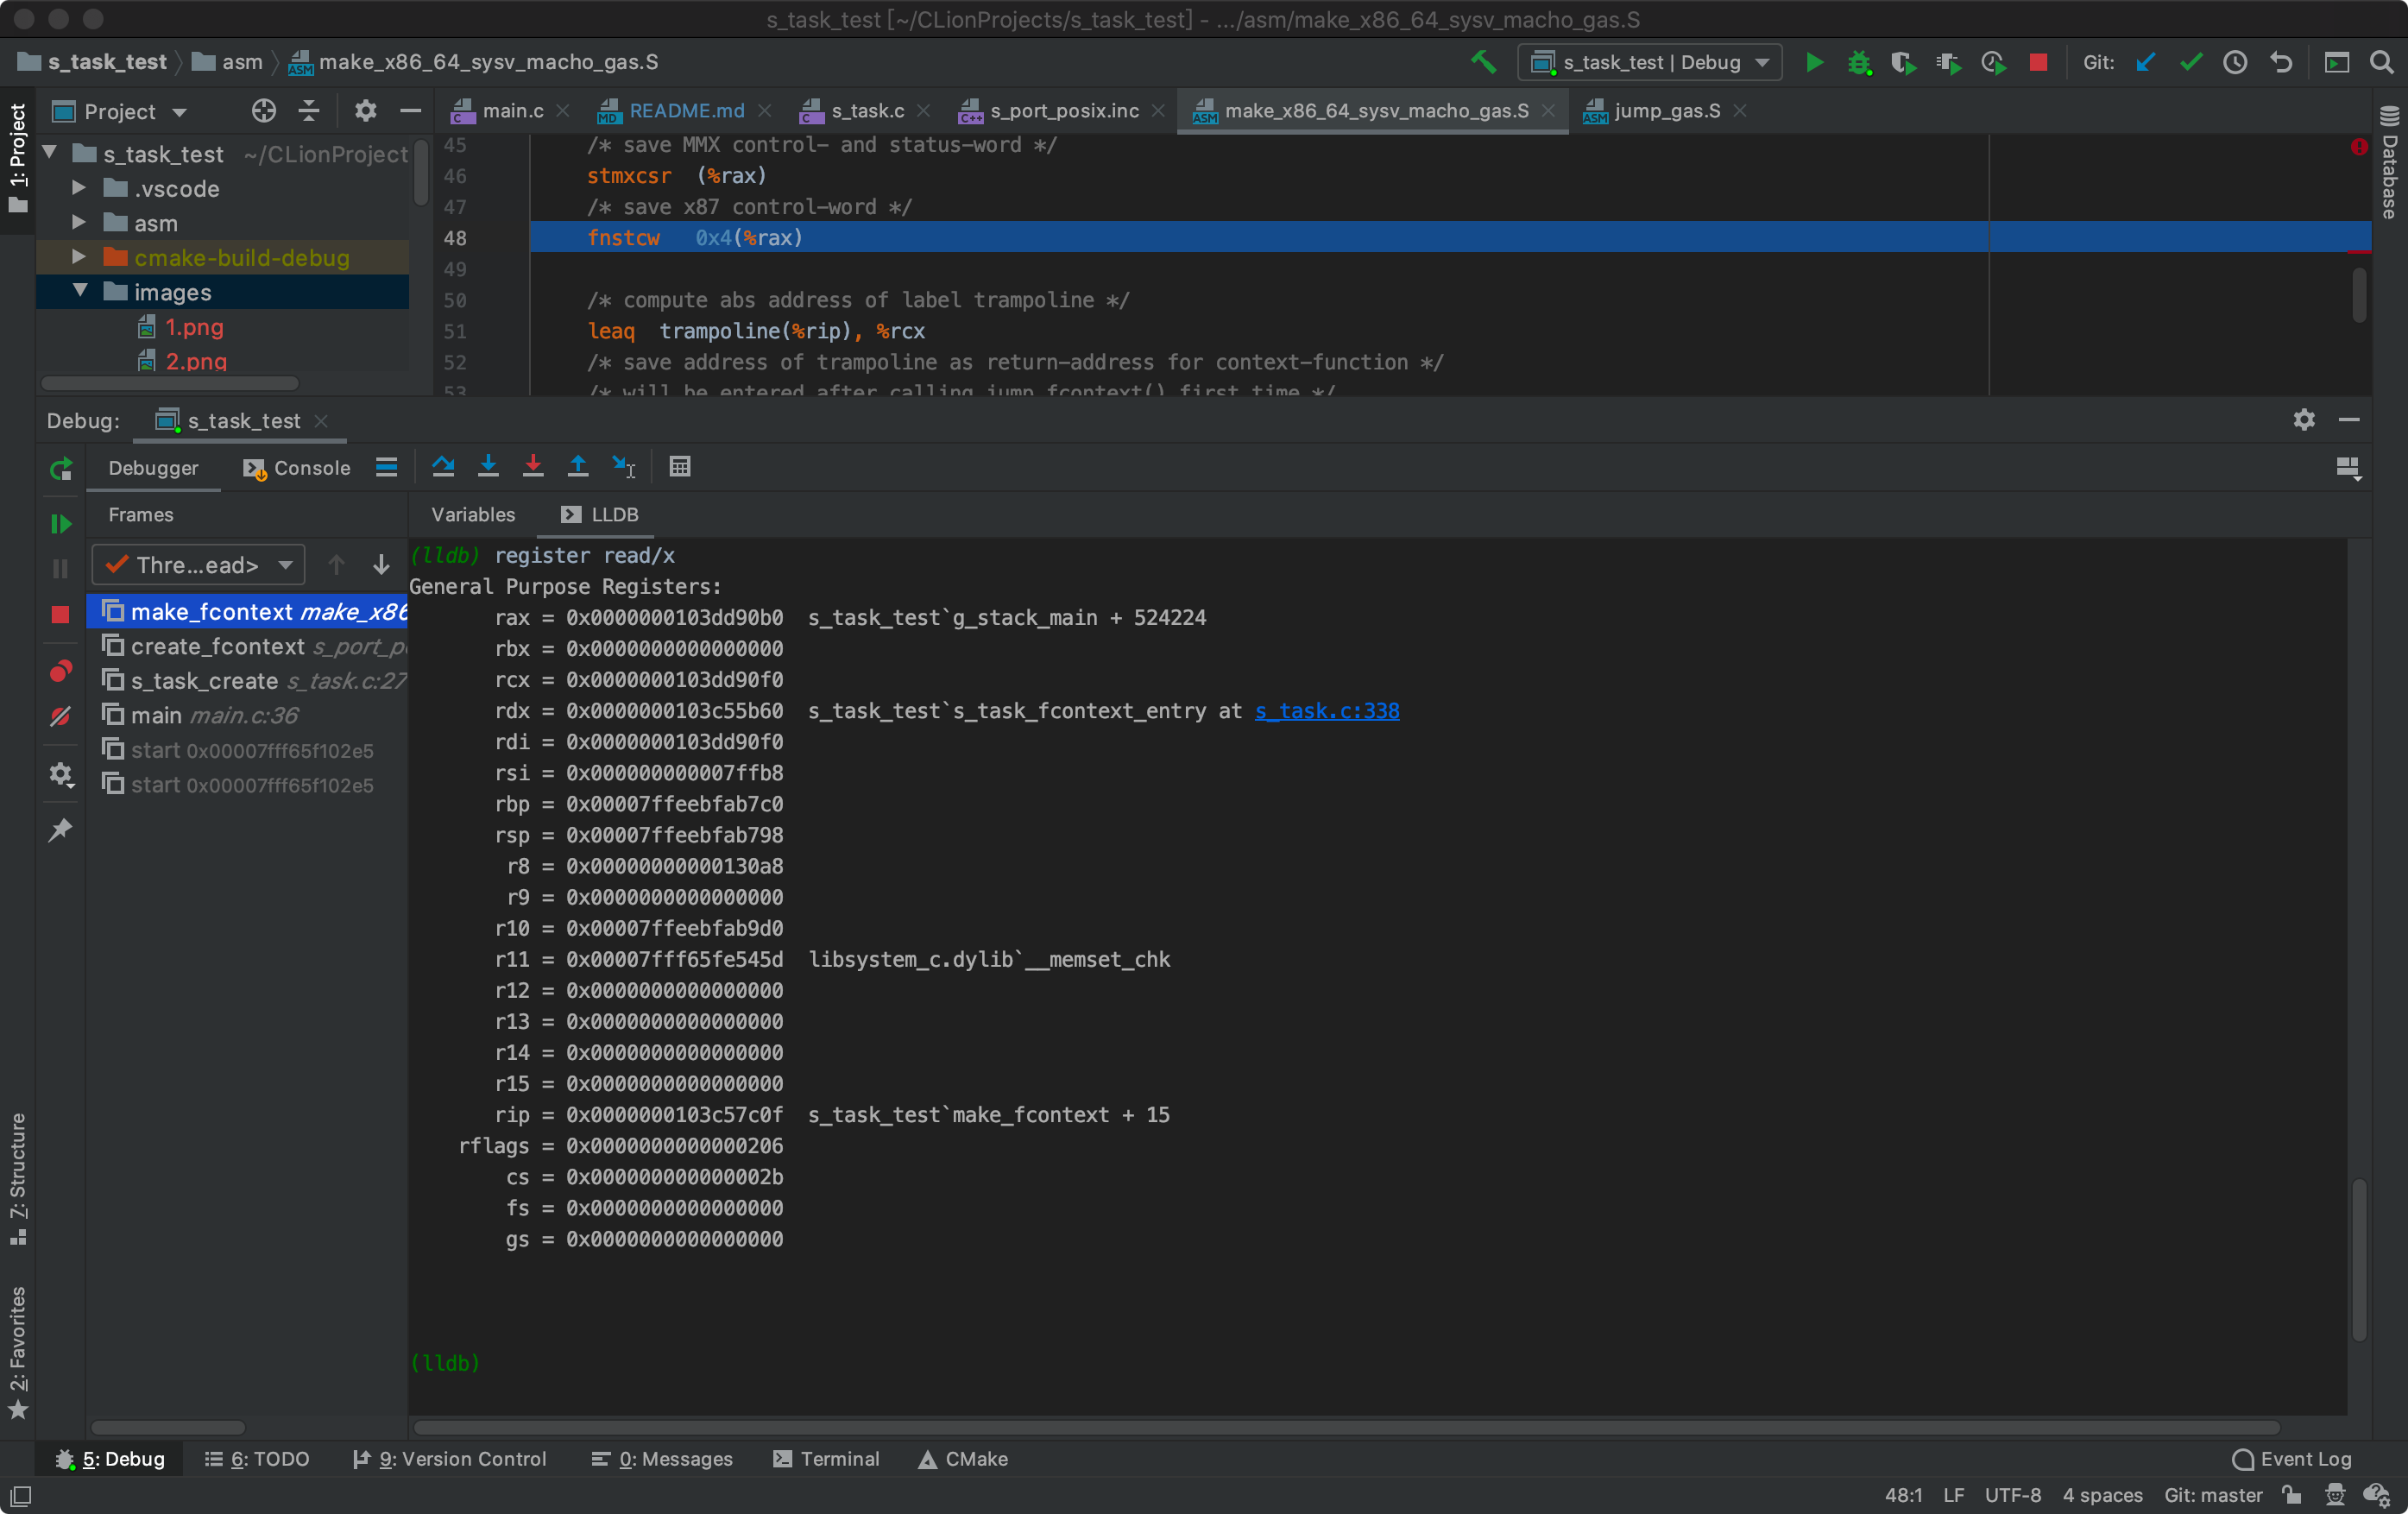 s_task_test [~/CLionProjects/s_task_test] - .../asm/make_x86_64_sysv_macho_gas.S
s_task_test asm make_x86_64_sysv_macho_gas.S s_task_test | Debug Git:
1: Project
Project
main.c README.md s_task.c s_port_posix.inc make_x86_64_sysv_macho_gas.S jump_gas.S
Database
s_task_test ~/CLionProject
.vscode
asm
cmake-build-debug
images
1.png
2.png
45 /* save MMX control- and status-word */
46 stmxcsr (%rax)
47 /* save x87 control-word */
48 fnstcw 0x4(%rax)
49
50 /* compute abs address of label trampoline */
51 leaq trampoline(%rip), %rcx
52 /* save address of trampoline as return-address for context-function */
53 /* will be entered after calling jump_fcontext() first time */
Debug: s_task_test
Debugger Console
Frames
Variables LLDB
Thre...ead>
make_fcontext make_x86
create_fcontext s_port_p
s_task_create s_task.c:27
main main.c:36
start 0x00007fff65f102e5
start 0x00007fff65f102e5
(lldb) register read/x
General Purpose Registers:
rax = 0x0000000103dd90b0 s_task_test`g_stack_main + 524224
rbx = 0x0000000000000000
rcx = 0x0000000103dd90f0
rdx = 0x0000000103c55b60 s_task_test`s_task_fcontext_entry at s_task.c:338
rdi = 0x0000000103dd90f0
rsi = 0x000000000007ffb8
rbp = 0x00007ffeebfab7c0
rsp = 0x00007ffeebfab798
r8 = 0x00000000000130a8
r9 = 0x0000000000000000
r10 = 0x00007ffeebfab9d0
r11 = 0x00007fff65fe545d libsystem_c.dylib`__memset_chk
r12 = 0x0000000000000000
r13 = 0x0000000000000000
r14 = 0x0000000000000000
r15 = 0x0000000000000000
rip = 0x0000000103c57c0f s_task_test`make_fcontext + 15
rflags = 0x0000000000000206
cs = 0x000000000000002b
fs = 0x0000000000000000
gs = 0x0000000000000000
(lldb)
7: Structure
2: Favorites
5: Debug 6: TODO 9: Version Control 0: Messages Terminal CMake Event Log
48:1 LF UTF-8 4 spaces Git: master